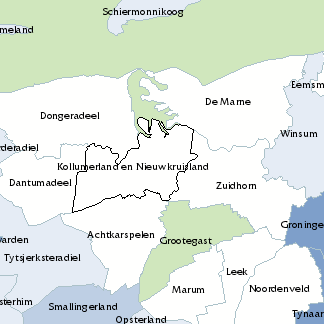 Schiermonnikoog
meland
Eemsm
De Marne
Dongeradeel
Winsum
rderadiel
Kollumerland en Nieuwkruisland
Dantumadeel
Zuidhorn
Groninge
Achtkarspelen
Grootegast
warden
Tytsjerksteradiel
Leek
Marum
Noordenveld
sterhim
Smallingerland
Opsterland
Tynaar